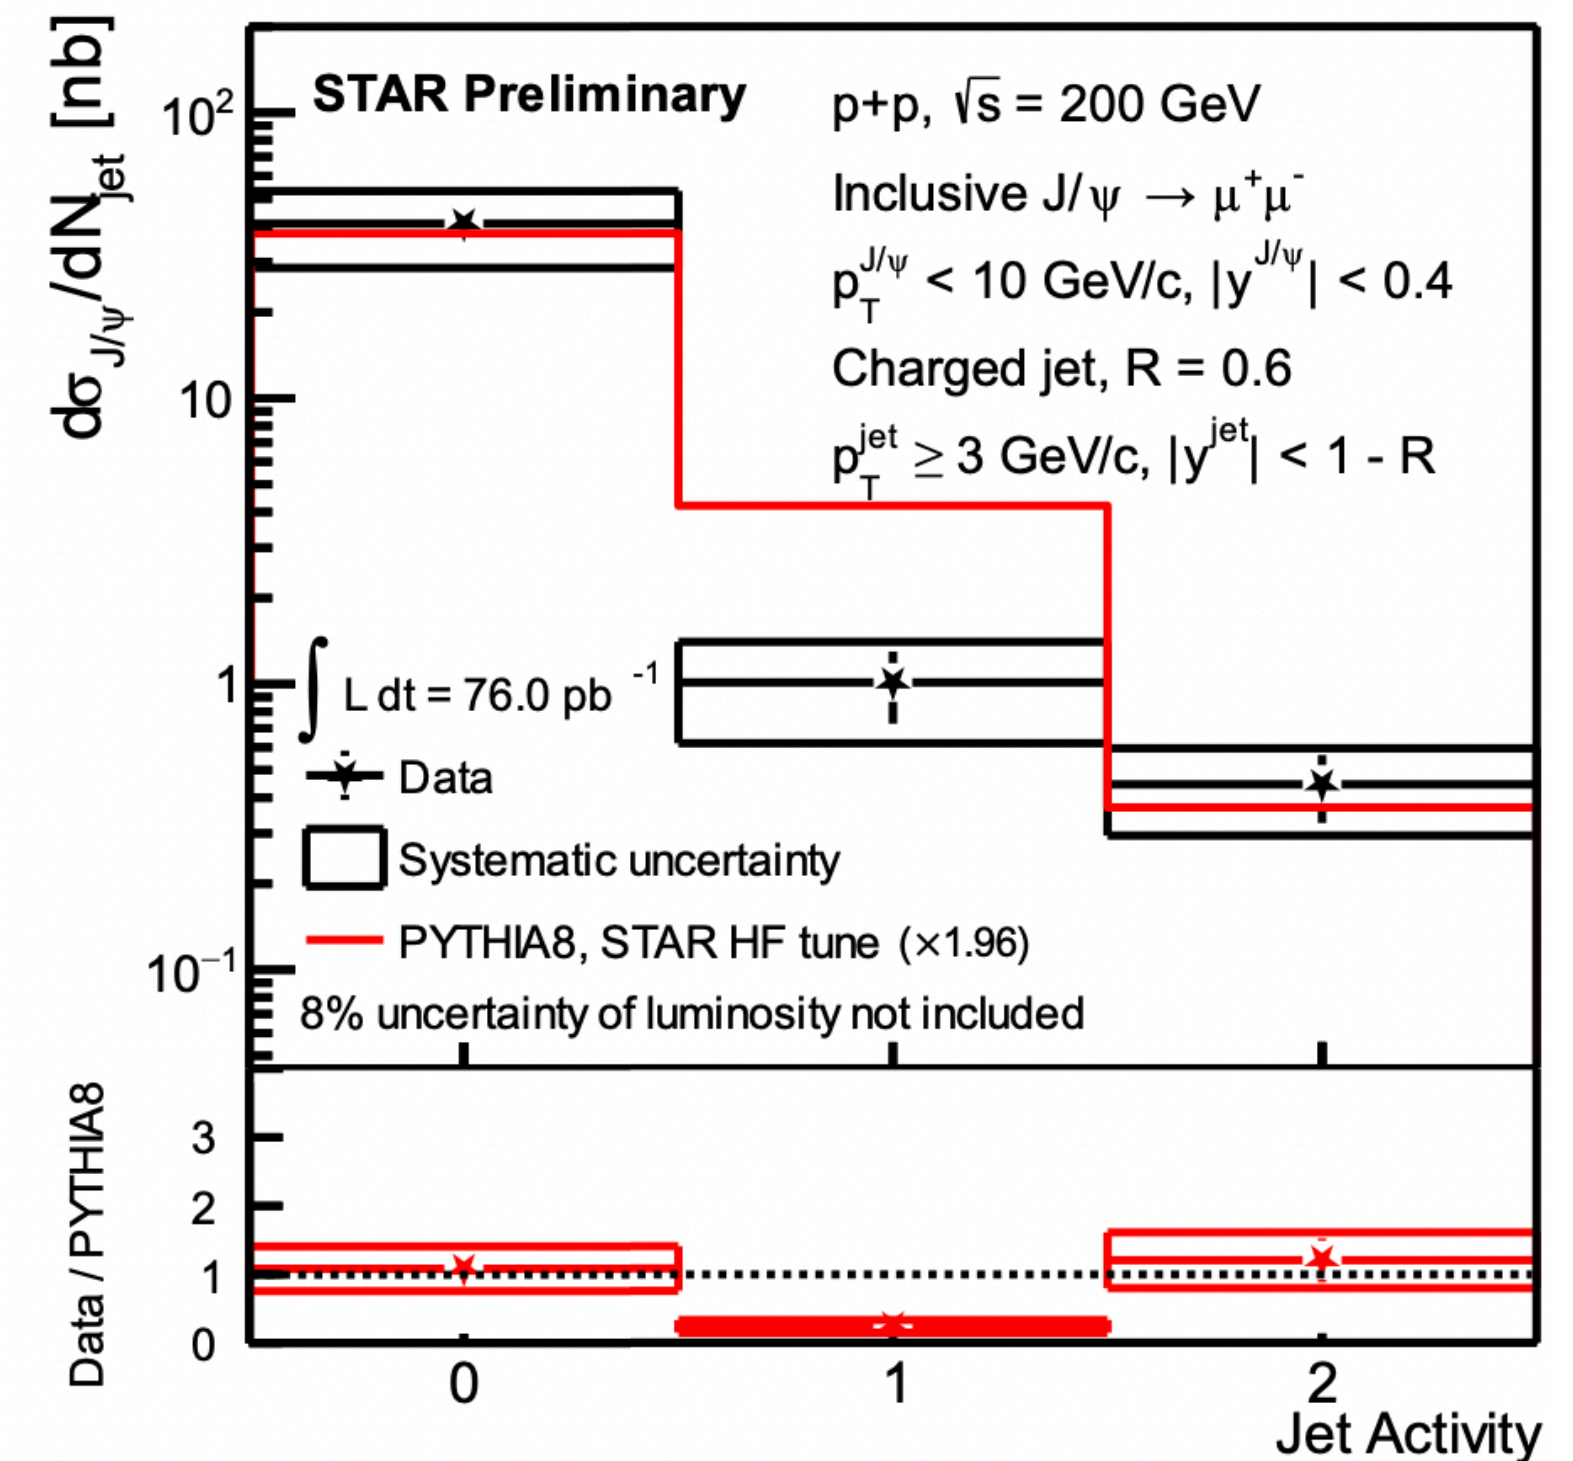 dσ_J/ψ/dN_jet [nb]
10²
10
1
10⁻¹
STAR Preliminary
p+p, √s = 200 GeV
Inclusive J/ψ → μ⁺μ⁻
p_T^J/ψ < 10 GeV/c, |y^J/ψ| < 0.4
Charged jet, R = 0.6
p_T^jet ≥ 3 GeV/c, |y^jet| < 1 - R
∫ L dt = 76.0 pb⁻¹
Data
Systematic uncertainty
PYTHIA8, STAR HF tune (×1.96)
8% uncertainty of luminosity not included
Data / PYTHIA8
3
2
1
0
0 1 2
Jet Activity